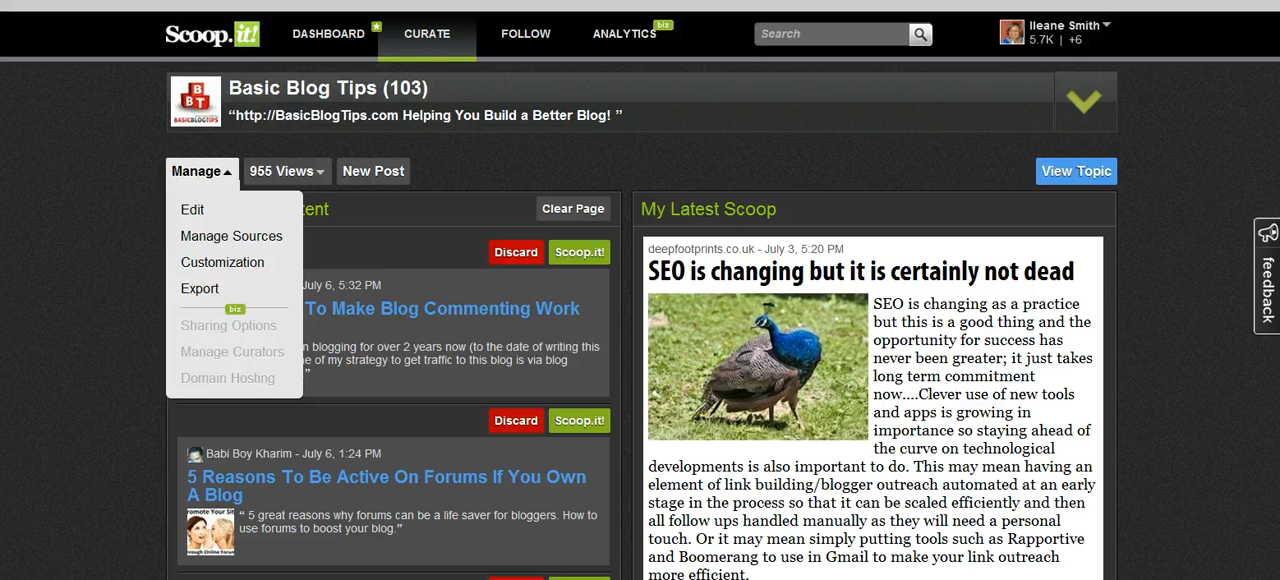 Scoop.it!
DASHBOARD
CURATE
FOLLOW
ANALYTICS
biz
Search
Ileane Smith
5.7K | +6
Basic Blog Tips (103)
“http://BasicBlogTips.com Helping You Build a Better Blog! ”
B
B T
BASICBLOGTIPS
Manage
955 Views
New Post
View Topic
Edit
Manage Sources
Customization
Export
biz
Sharing Options
Manage Curators
Domain Hosting
tent
Clear Page
Discard
Scoop.it!
July 6, 5:32 PM
To Make Blog Commenting Work
n blogging for over 2 years now (to the date of writing this
e of my strategy to get traffic to this blog is via blog
”
Discard
Scoop.it!
Babi Boy Kharim - July 6, 1:24 PM
5 Reasons To Be Active On Forums If You Own
A Blog
“ 5 great reasons why forums can be a life saver for bloggers. How to
use forums to boost your blog.”
Discard
Scoop.it!
My Latest Scoop
deepfootprints.co.uk - July 3, 5:20 PM
SEO is changing but it is certainly not dead
SEO is changing as a practice
but this is a good thing and the
opportunity for success has
never been greater; it just takes
long term commitment
now....Clever use of new tools
and apps is growing in
importance so staying ahead of
the curve on technological
developments is also important to do. This may mean having an
element of link building/blogger outreach automated at an early
stage in the process so that it can be scaled efficiently and then
all follow ups handled manually as they will need a personal
touch. Or it may mean simply putting tools such as Rapportive
and Boomerang to use in Gmail to make your link outreach
more efficient.
feedback